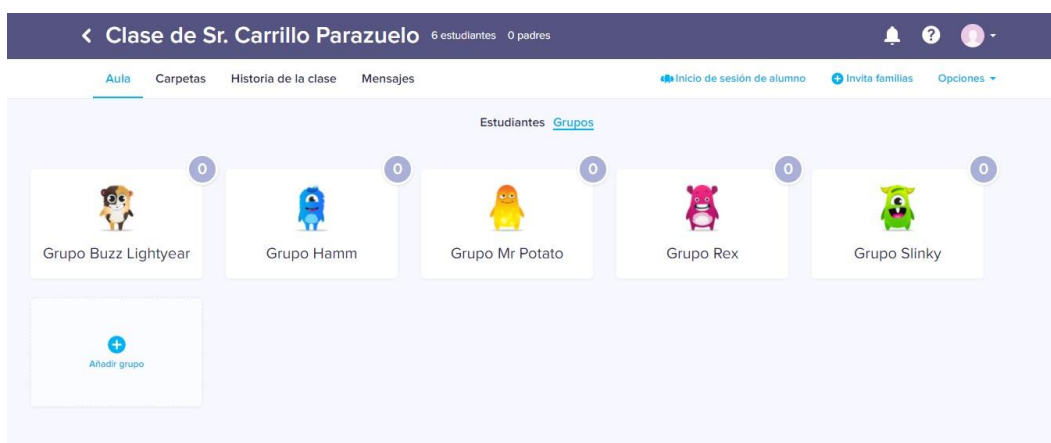 Clase de Sr. Carrillo Parazuelo 6 estudiantes 0 padres
Aula Carpetas Historia de la clase Mensajes Inicio de sesión de alumno Invita familias Opciones
Estudiantes Grupos
0 0 0 0 0
Grupo Buzz Lightyear Grupo Hamm Grupo Mr Potato Grupo Rex Grupo Slinky
Añadir grupo